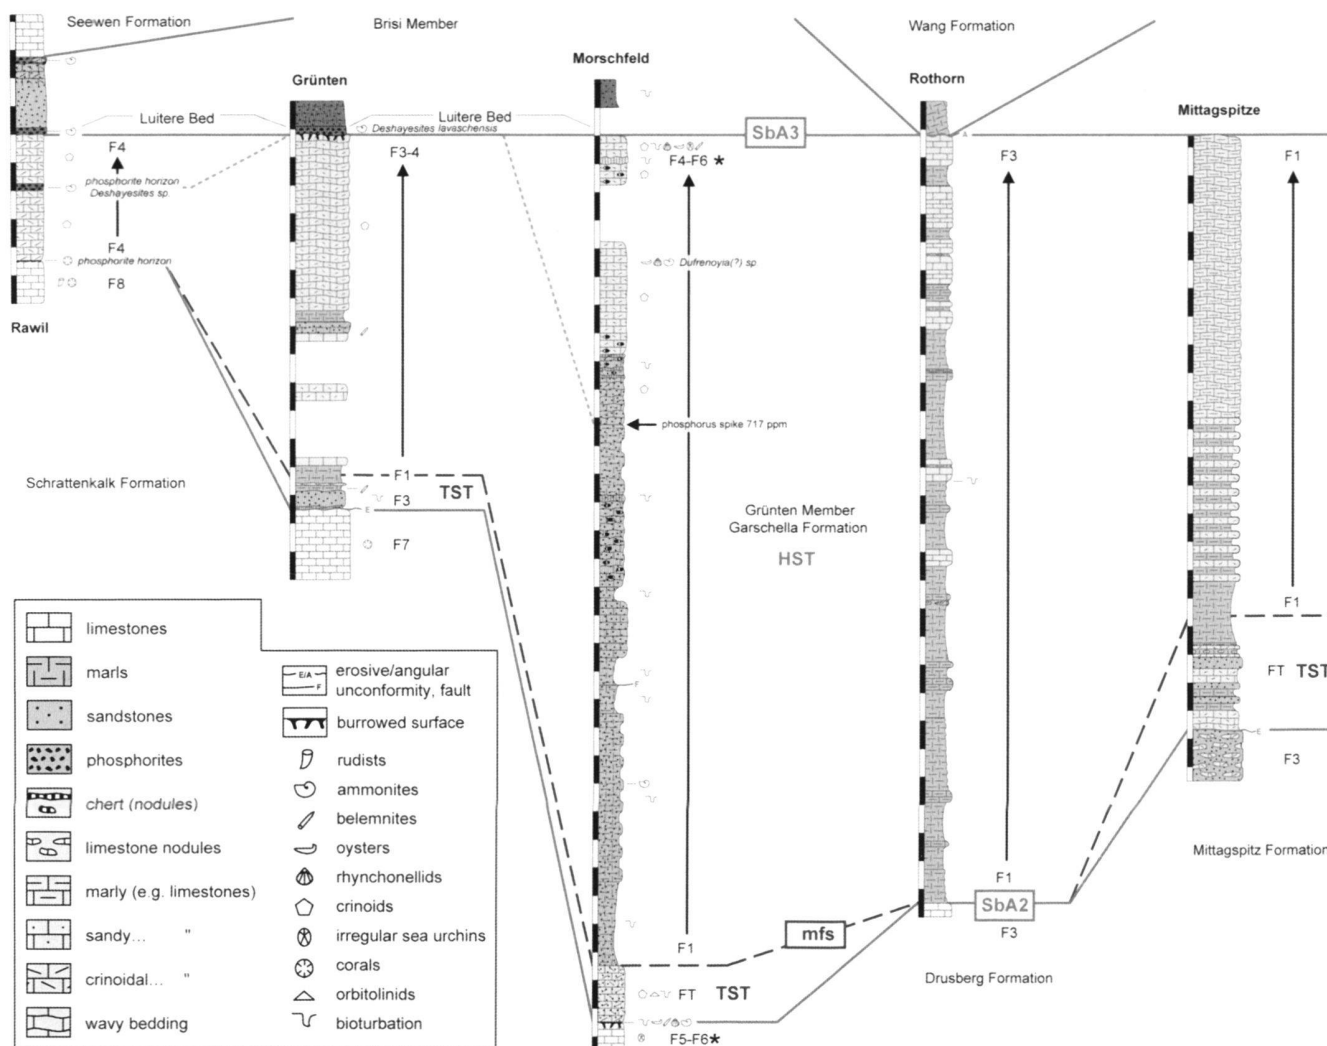 Seewen Formation
Brisi Member
Wang Formation
Morschfeld
Grünten
Rothorn
Mittagspitze
Luitere Bed
Luitere Bed
Deshayesites lavaschensis
SbA3
A
F4
F3-4
F4-F6 *
F3
F1
phosphorite horizon
Deshayesites sp.
F4
phosphorite horizon
F8
Dufrenoyia(?) sp
Rawil
phosphorus spike 717 ppm
Schrattenkalk Formation
F1
F3
TST
E
F7
Grünten Member
Garschella Formation
HST
F1
FT TST
E
F3
Mittagspitz Formation
F
F1
SbA2
F3
mfs
F1
FT TST
Drusberg Formation
F5-F6*
limestones
marls
sandstones
phosphorites
chert (nodules)
limestone nodules
marly (e.g. limestones)
sandy... "
crinoidal... "
wavy bedding
E/A
F
erosive/angular
unconformity, fault
burrowed surface
rudists
ammonites
belemnites
oysters
rhynchonellids
crinoids
irregular sea urchins
corals
orbitolinids
bioturbation